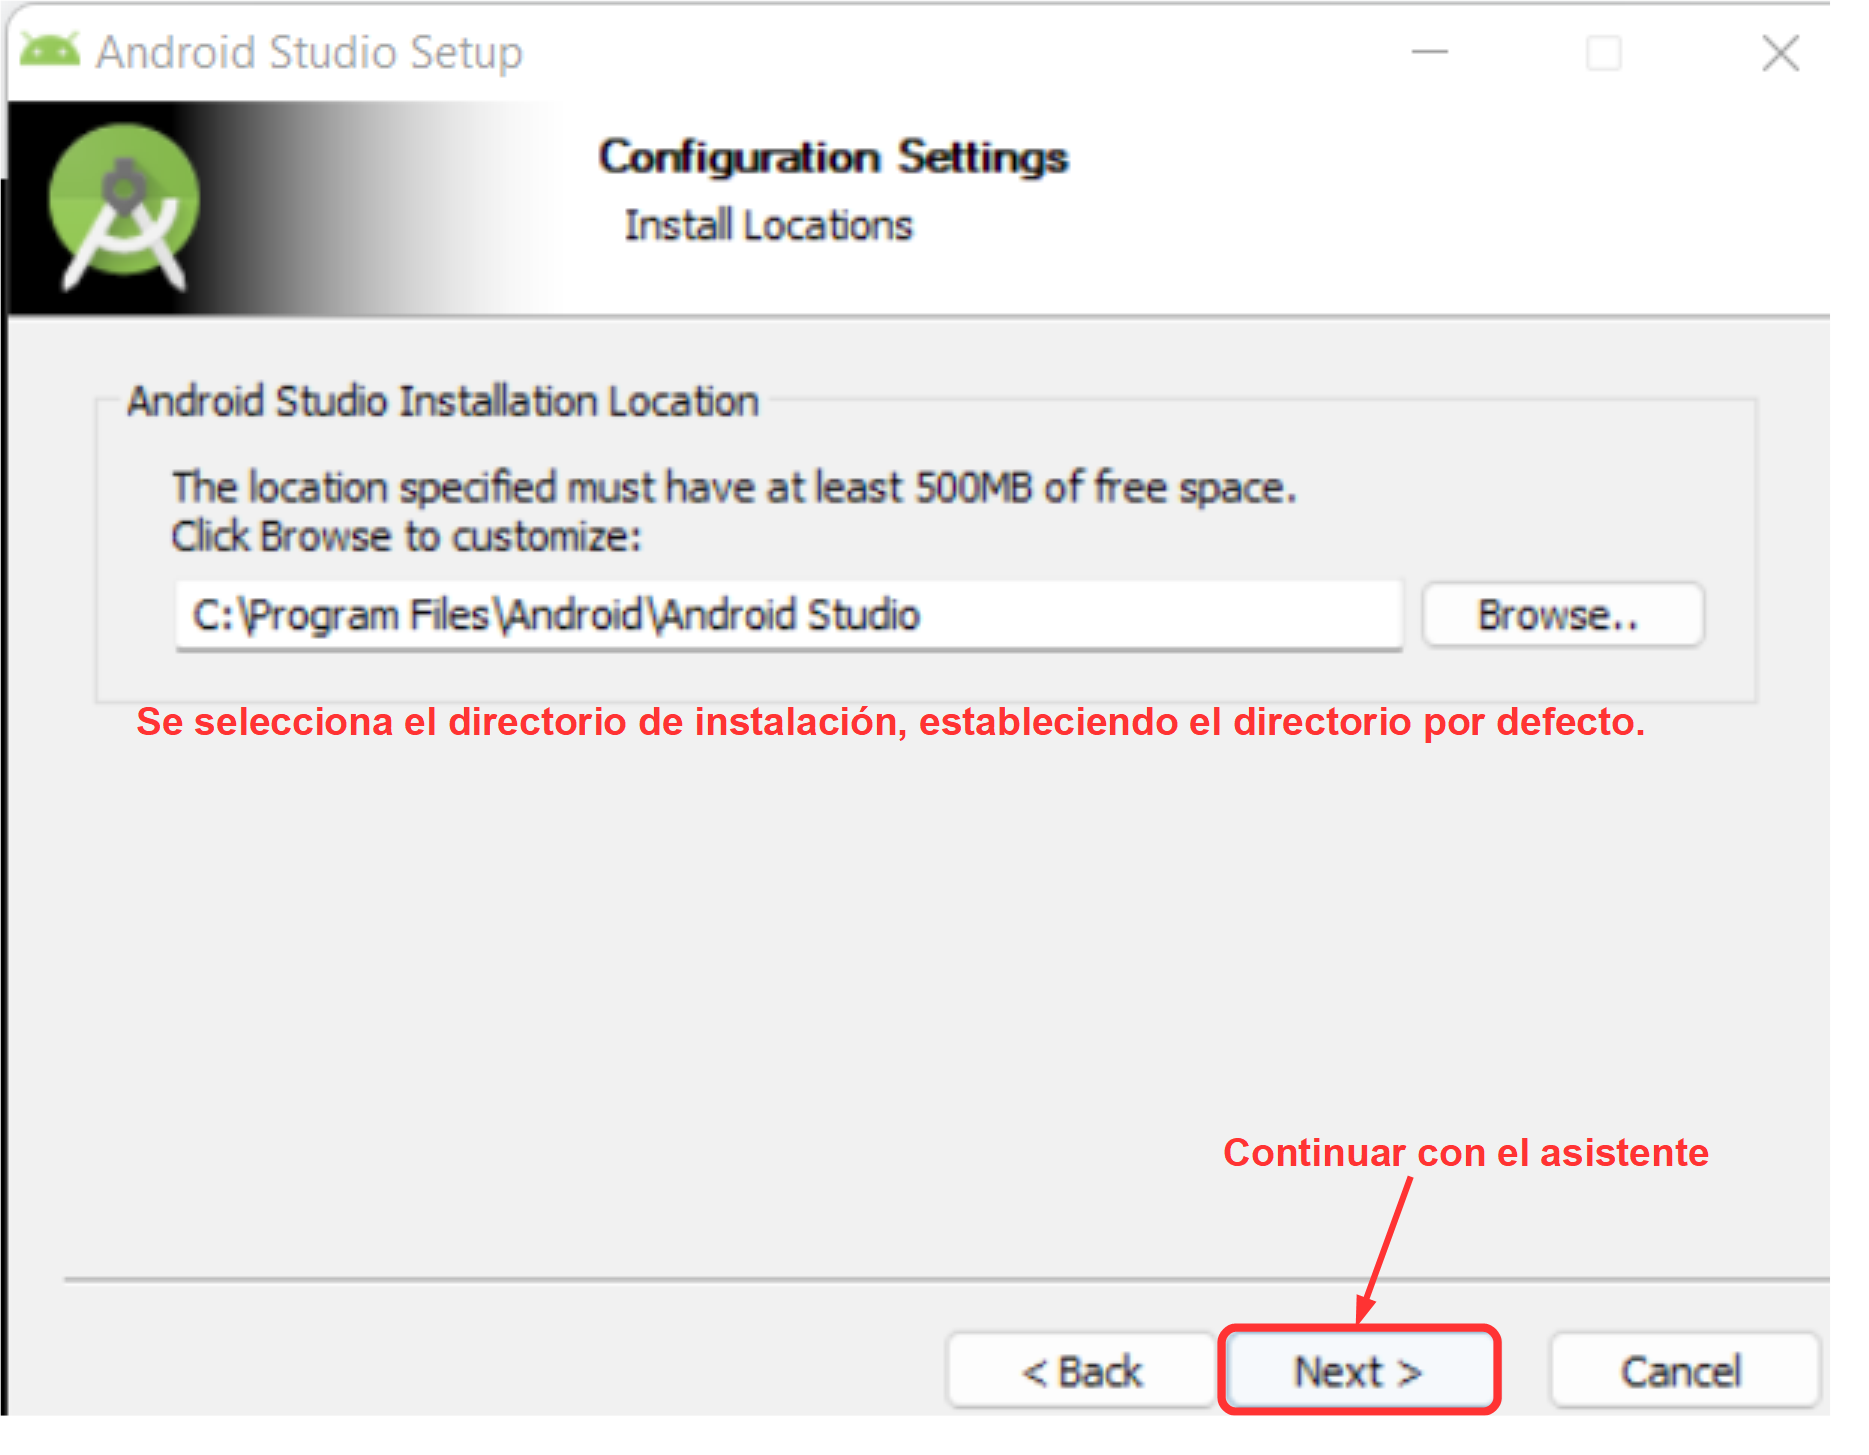 Android Studio Setup
Configuration Settings
Install Locations
Android Studio Installation Location
The location specified must have at least 500MB of free space.
Click Browse to customize:
C:\Program Files\Android\Android Studio
Browse..
Se selecciona el directorio de instalación, estableciendo el directorio por defecto.
Continuar con el asistente
< Back
Next >
Cancel